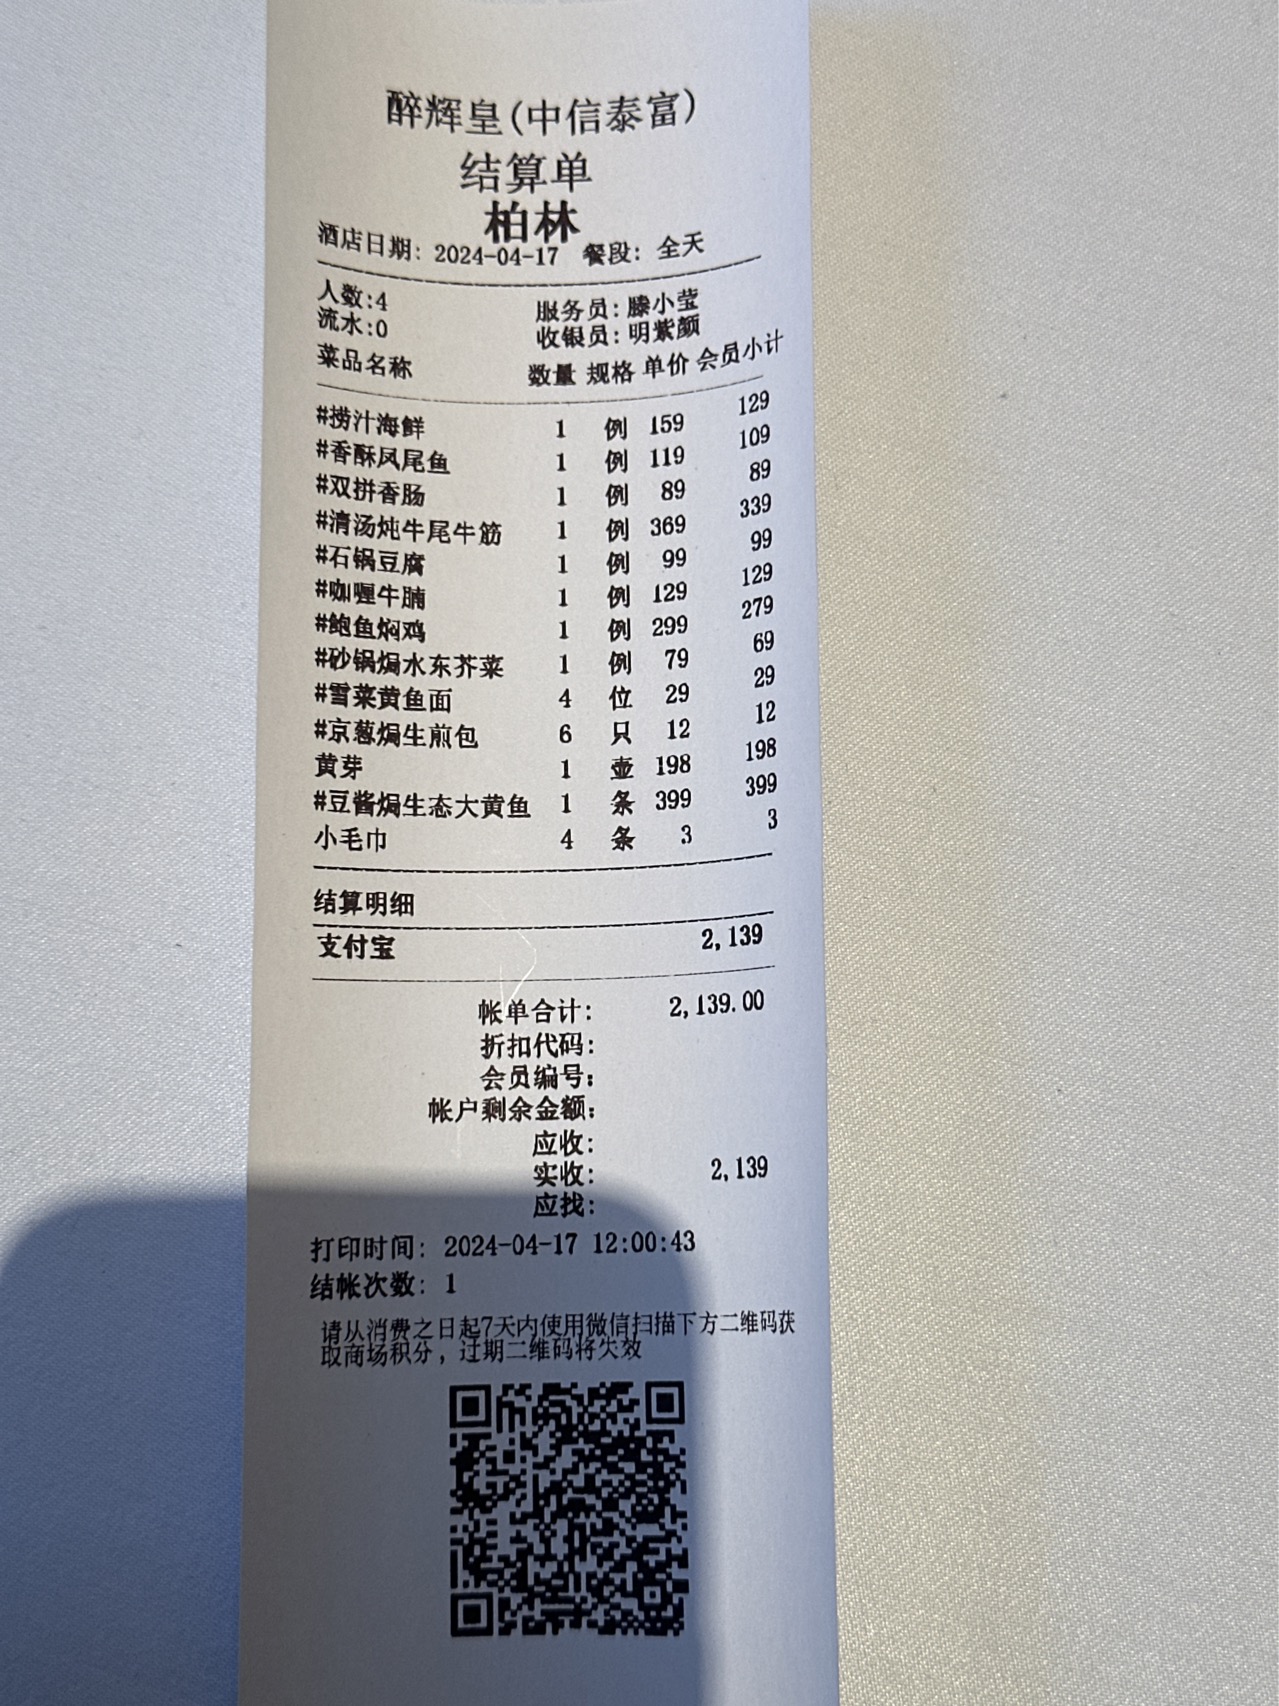 醉辉皇(中信泰富)
结算单
柏林
酒店日期: 2024-04-17 餐段: 全天
人数:4 服务员: 滕小莹
流水:0 收银员: 明紫颜
菜品名称 数量 规格 单价 会员小计
#捞汁海鲜 1 例 159 129
#香酥凤尾鱼 1 例 119 109
#双拼香肠 1 例 89 89
#清汤炖牛尾牛筋 1 例 369 339
#石锅豆腐 1 例 99 99
#咖喱牛腩 1 例 129 129
#鲍鱼焖鸡 1 例 299 279
#砂锅焗水东芥菜 1 例 79 69
#雪菜黄鱼面 4 位 29 29
#京葱焗生煎包 6 只 12 12
黄芽 1 壶 198 198
#豆酱焗生态大黄鱼 1 条 399 399
小毛巾 4 条 3 3
结算明细
支付宝 2,139
帐单合计: 2,139.00
折扣代码:
会员编号:
帐户剩余金额:
应收:
实收: 2,139
应找:
打印时间: 2024-04-17 12:00:43
结帐次数: 1
请从消费之日起7天内使用微信扫描下方二维码获
取商场积分，过期二维码将失效